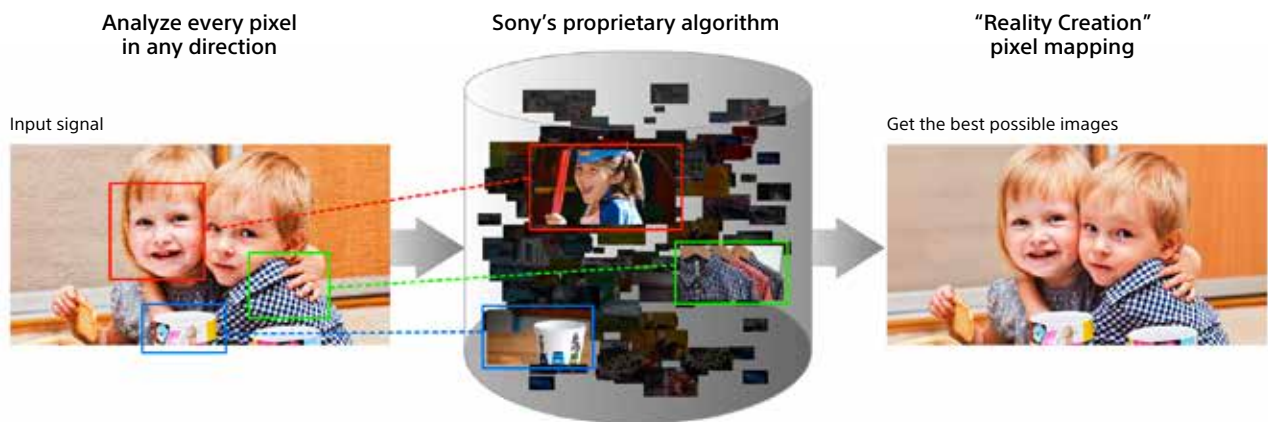 Analyze every pixel
in any direction
Sony’s proprietary algorithm
“Reality Creation”
pixel mapping
Input signal
Get the best possible images